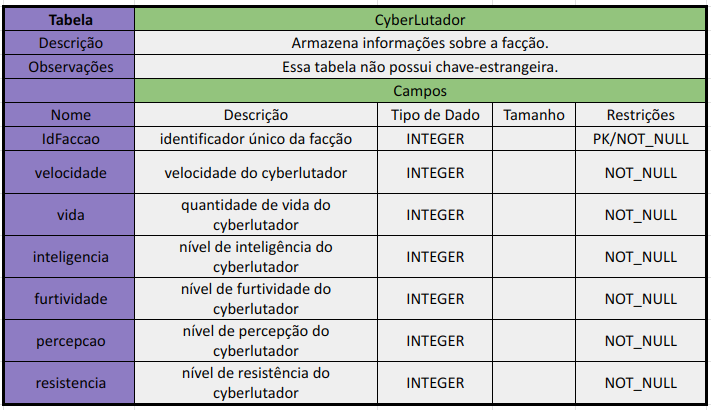 Tabela CyberLutador
Descrição Armazena informações sobre a facção.
Observações Essa tabela não possui chave-estrangeira.
Campos
Nome Descrição Tipo de Dado Tamanho Restrições
IdFaccao identificador único da facção INTEGER PK/NOT_NULL
velocidade velocidade do cyberlutador INTEGER NOT_NULL
vida quantidade de vida do cyberlutador INTEGER NOT_NULL
inteligencia nível de inteligência do cyberlutador INTEGER NOT_NULL
furtividade nível de furtividade do cyberlutador INTEGER NOT_NULL
percepcao nível de percepção do cyberlutador INTEGER NOT_NULL
resistencia nível de resistência do cyberlutador INTEGER NOT_NULL